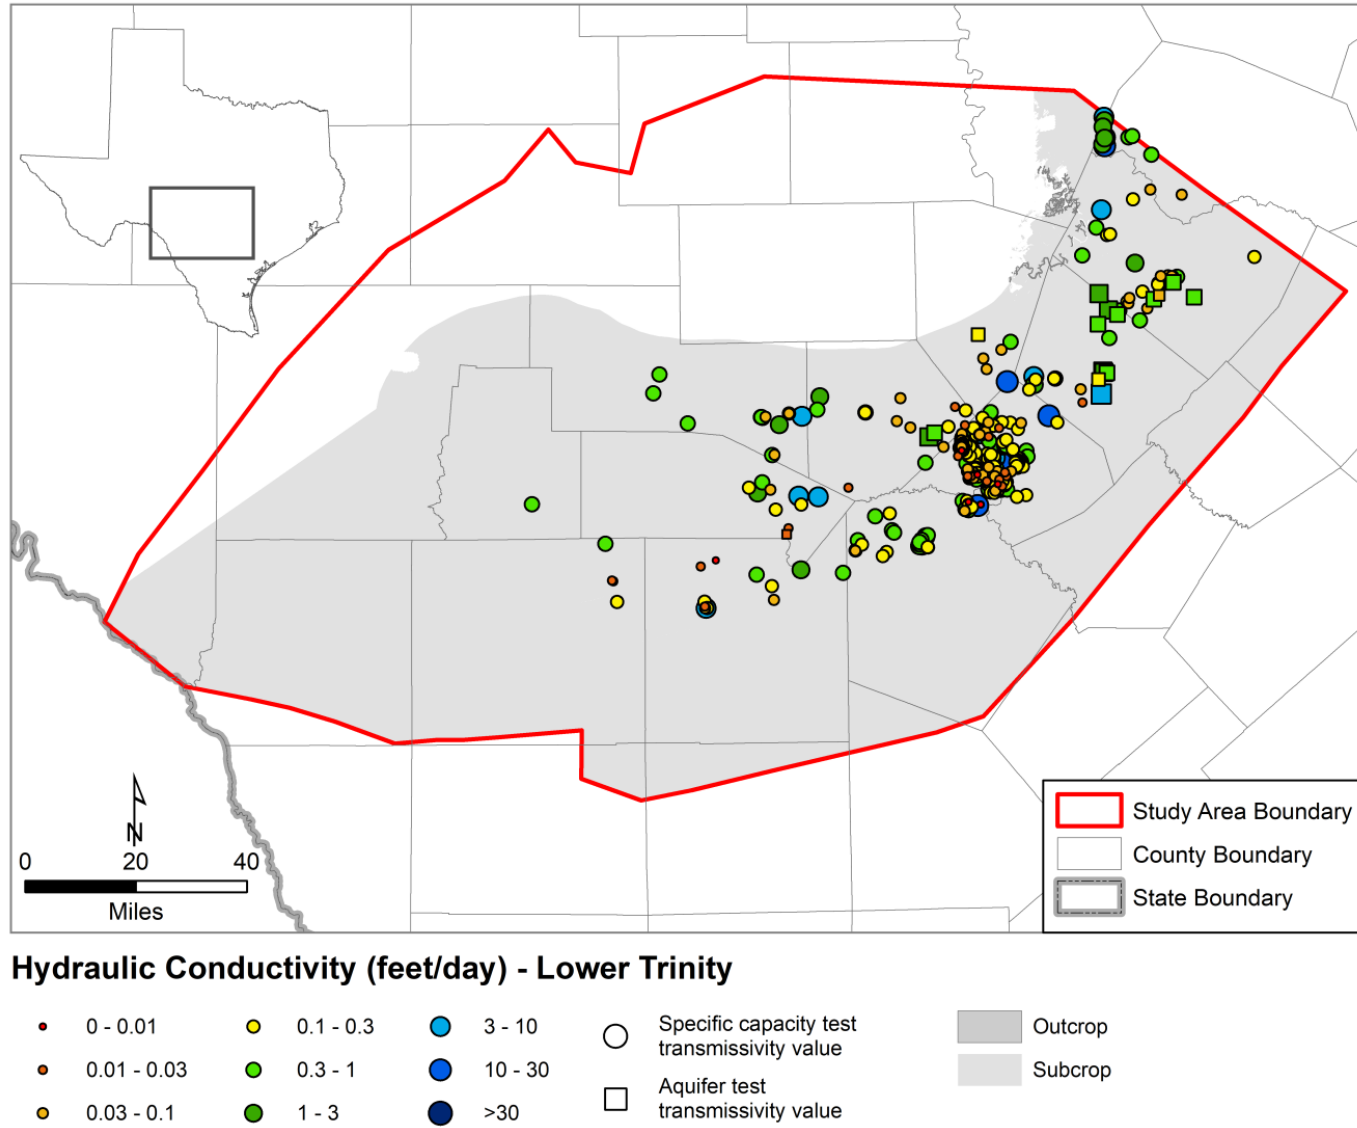 N
0 20 40
Miles
Study Area Boundary
County Boundary
State Boundary
Hydraulic Conductivity (feet/day) - Lower Trinity
0 - 0.01
0.01 - 0.03
0.03 - 0.1
0.1 - 0.3
0.3 - 1
1 - 3
3 - 10
10 - 30
>30
Specific capacity test
transmissivity value
Aquifer test
transmissivity value
Outcrop
Subcrop